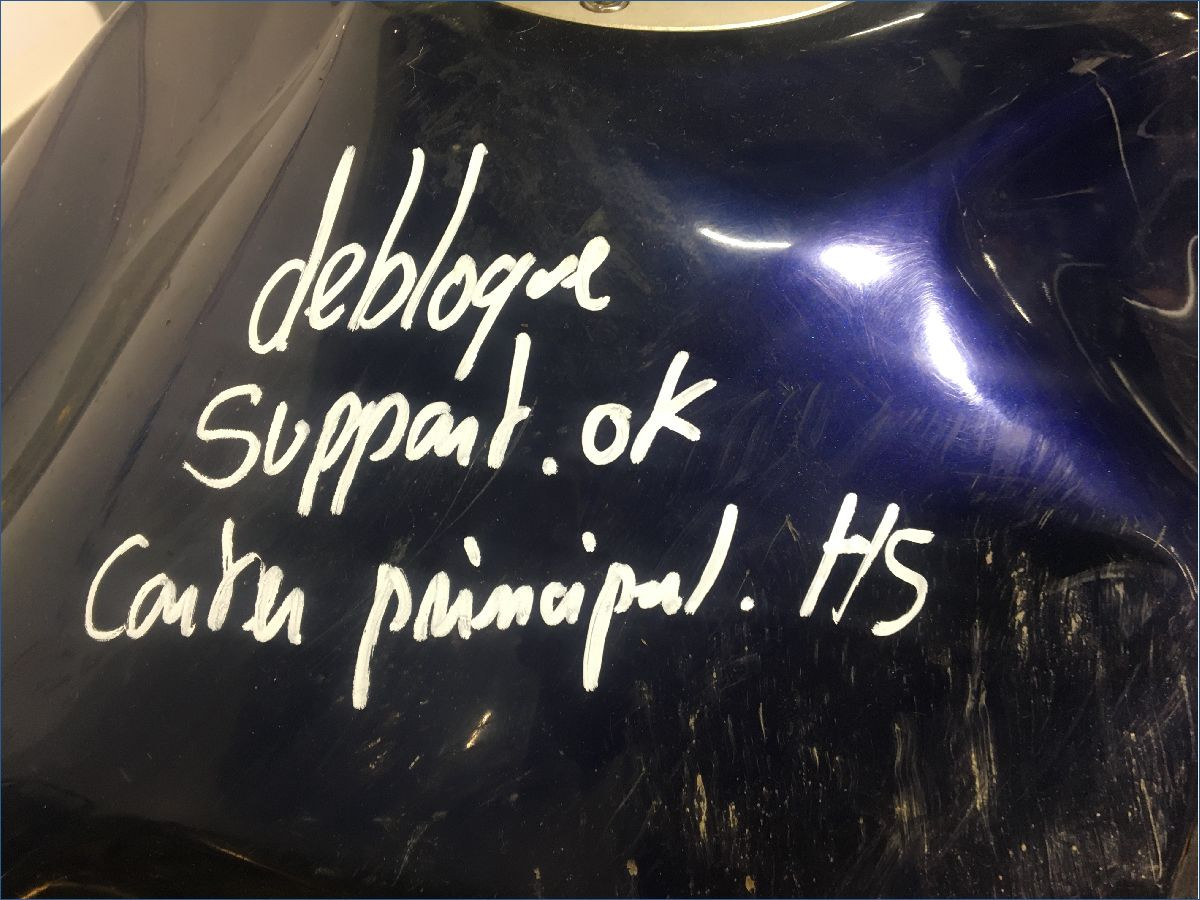 debloque
support. ok
Carter principal. HS